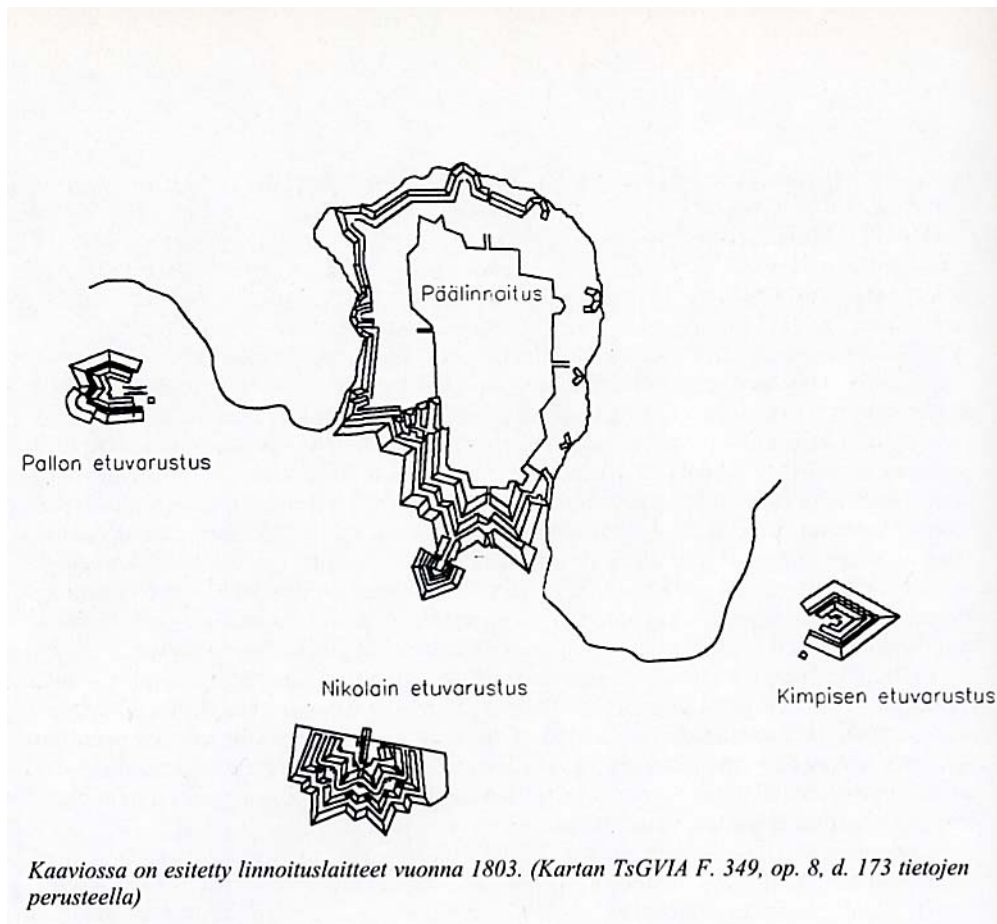 Päälinnoitus
Pallon etuvarustus
Nikolain etuvarustus
Kimpisen etuvarustus
Kaaviossa on esitetty linnoituslaitteet vuonna 1803. (Kartan TsGVIA F. 349, op. 8, d. 173 tietojen
perusteella)